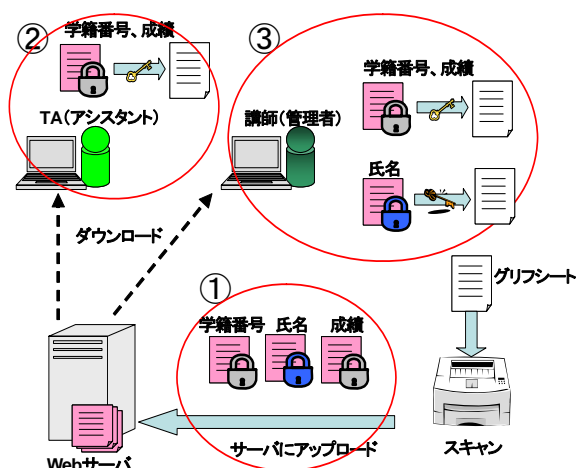 ② 学籍番号、成績
TA(アシスタント)
③
学籍番号、成績
講師(管理者)
氏名
ダウンロード
グリフシート
①
学籍番号 氏名 成績
サーバにアップロード
スキャン
Webサーバ